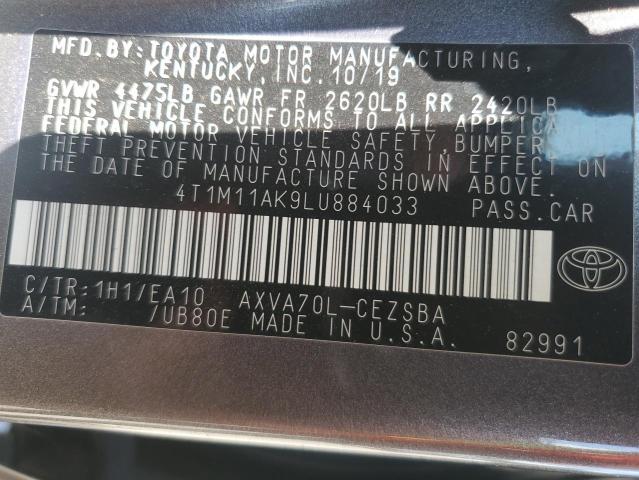 MFD.BY:TOYOTA MOTOR MANUFACTURING,
KENTUCKY,INC.10/19
GVWR 4475LB GAWR FR 2620LB RR 2420LB
THIS VEHICLE CONFORMS TO ALL APPLICA
FEDERAL MOTOR VEHICLE SAFETY,BUMPER
THEFT PREVENTION STANDARDS IN EFFECT ON
THE DATE OF MANUFACTURE SHOWN ABOVE.
4T1M11AK9LU884033 PASS.CAR
C/TR:1H1/EA10 AXVA70L-CEZSBA
A/TM: /UB80E MADE IN U.S.A.
82991
TOYOTA